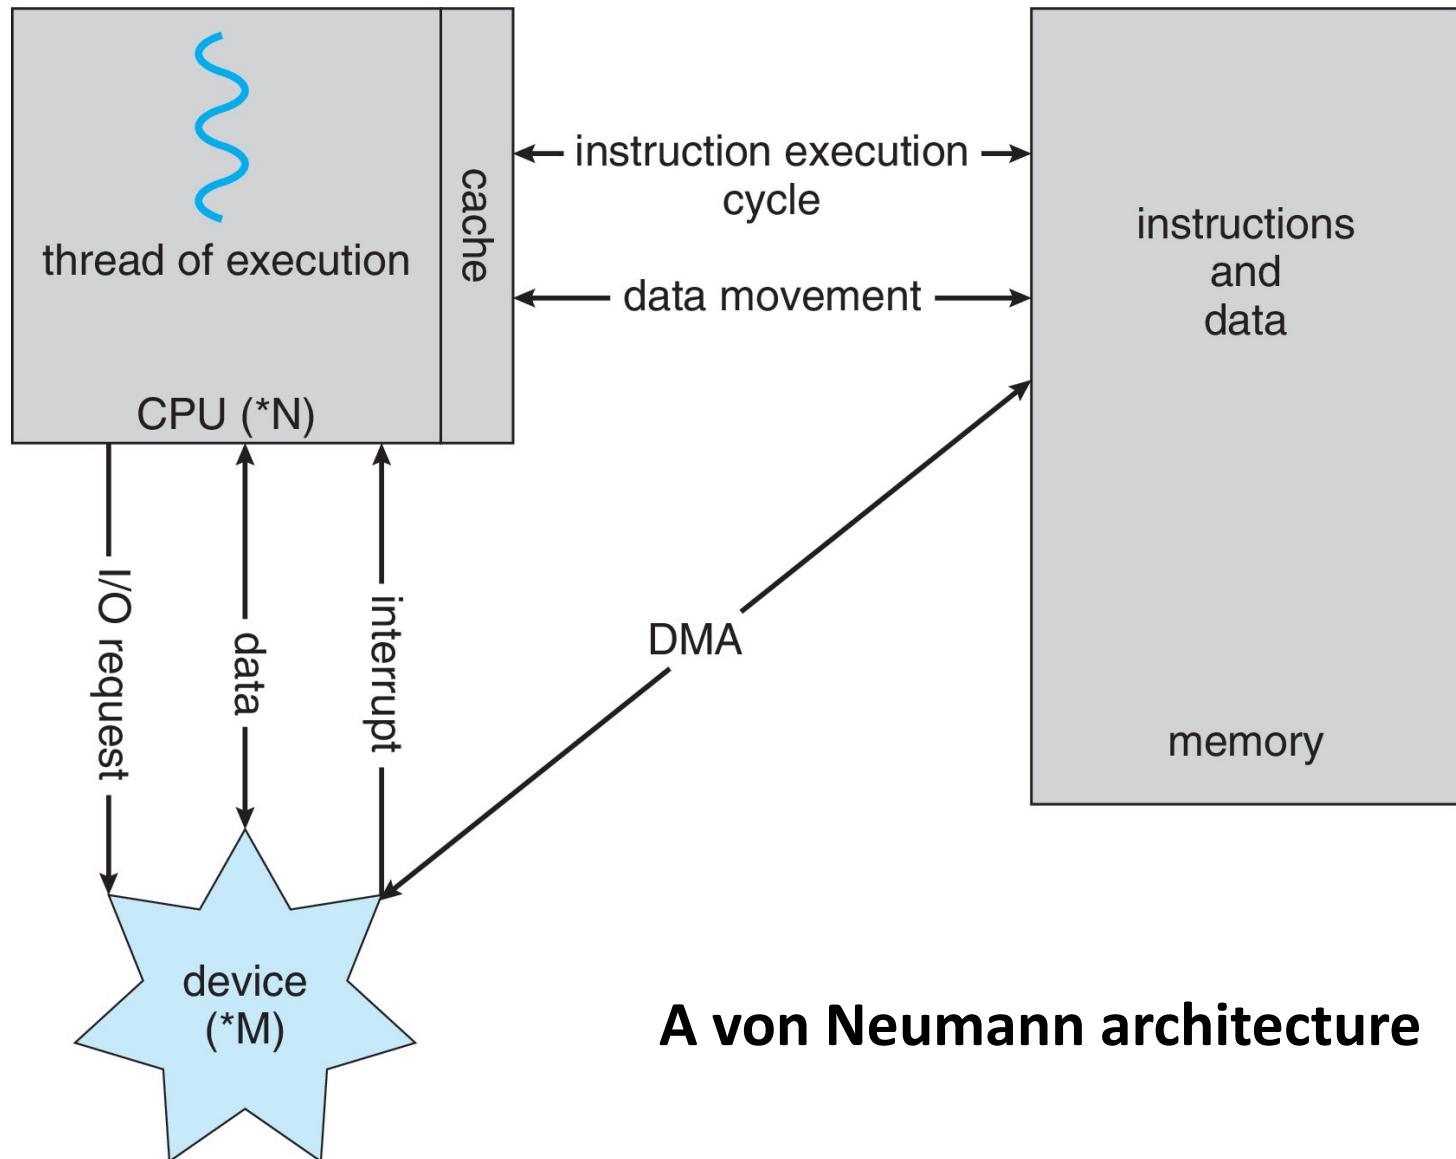 thread of execution
CPU (*N)
cache
instruction execution
cycle
data movement
instructions
and
data
memory
I/O request
data
interrupt
DMA
device
(*M)
A von Neumann architecture